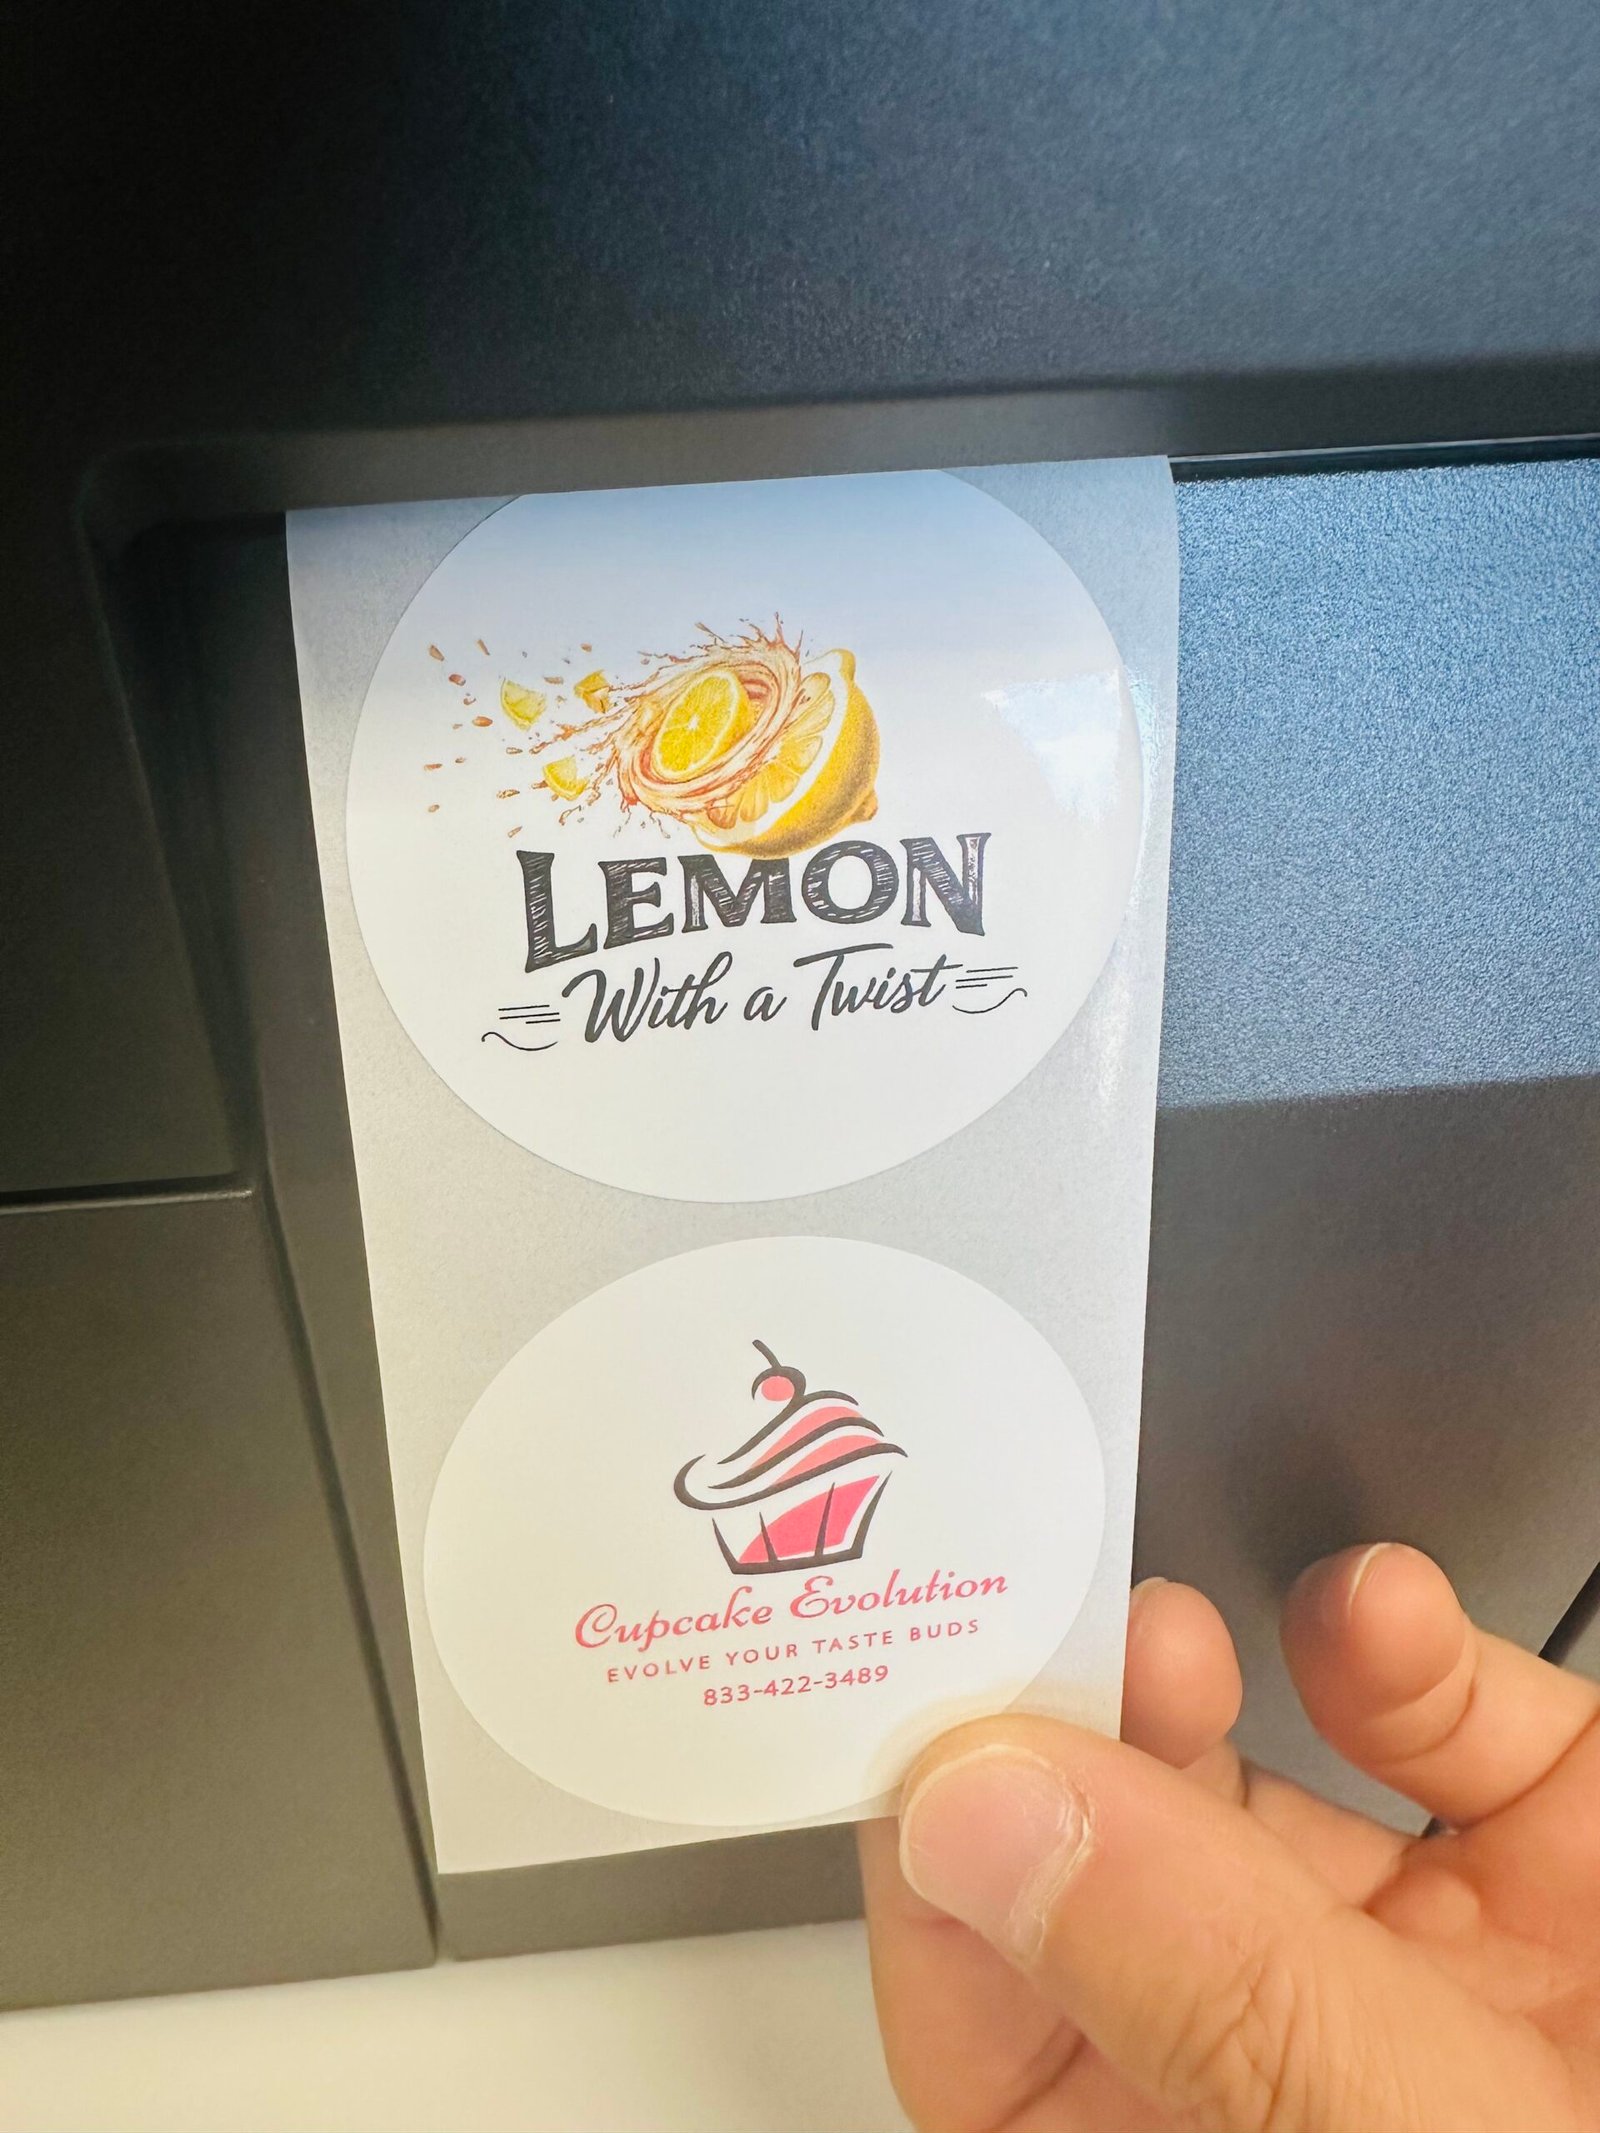 LEMON
With a Twist
Cupcake Evolution
EVOLVE YOUR TASTE BUDS
833-422-3489